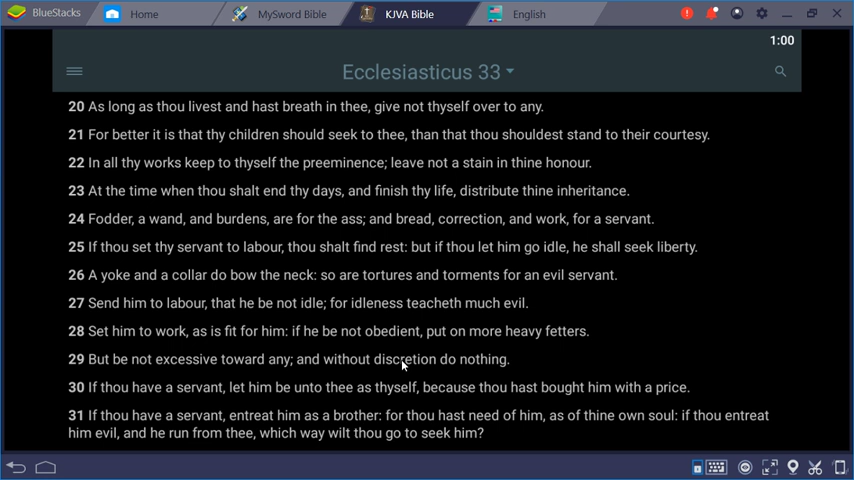 BlueStacks
Home
MySword Bible
KJVA Bible
English
1:00
Ecclesiasticus 33
20 As long as thou livest and hast breath in thee, give not thyself over to any.
21 For better it is that thy children should seek to thee, than that thou shouldest stand to their courtesy.
22 In all thy works keep to thyself the preeminence; leave not a stain in thine honour.
23 At the time when thou shalt end thy days, and finish thy life, distribute thine inheritance.
24 Fodder, a wand, and burdens, are for the ass; and bread, correction, and work, for a servant.
25 If thou set thy servant to labour, thou shalt find rest: but if thou let him go idle, he shall seek liberty.
26 A yoke and a collar do bow the neck: so are tortures and torments for an evil servant.
27 Send him to labour, that he be not idle; for idleness teacheth much evil.
28 Set him to work, as is fit for him: if he be not obedient, put on more heavy fetters.
29 But be not excessive toward any; and without discretion do nothing.
30 If thou have a servant, let him be unto thee as thyself, because thou hast bought him with a price.
31 If thou have a servant, entreat him as a brother: for thou hast need of him, as of thine own soul: if thou entreat
him evil, and he run from thee, which way wilt thou go to seek him?